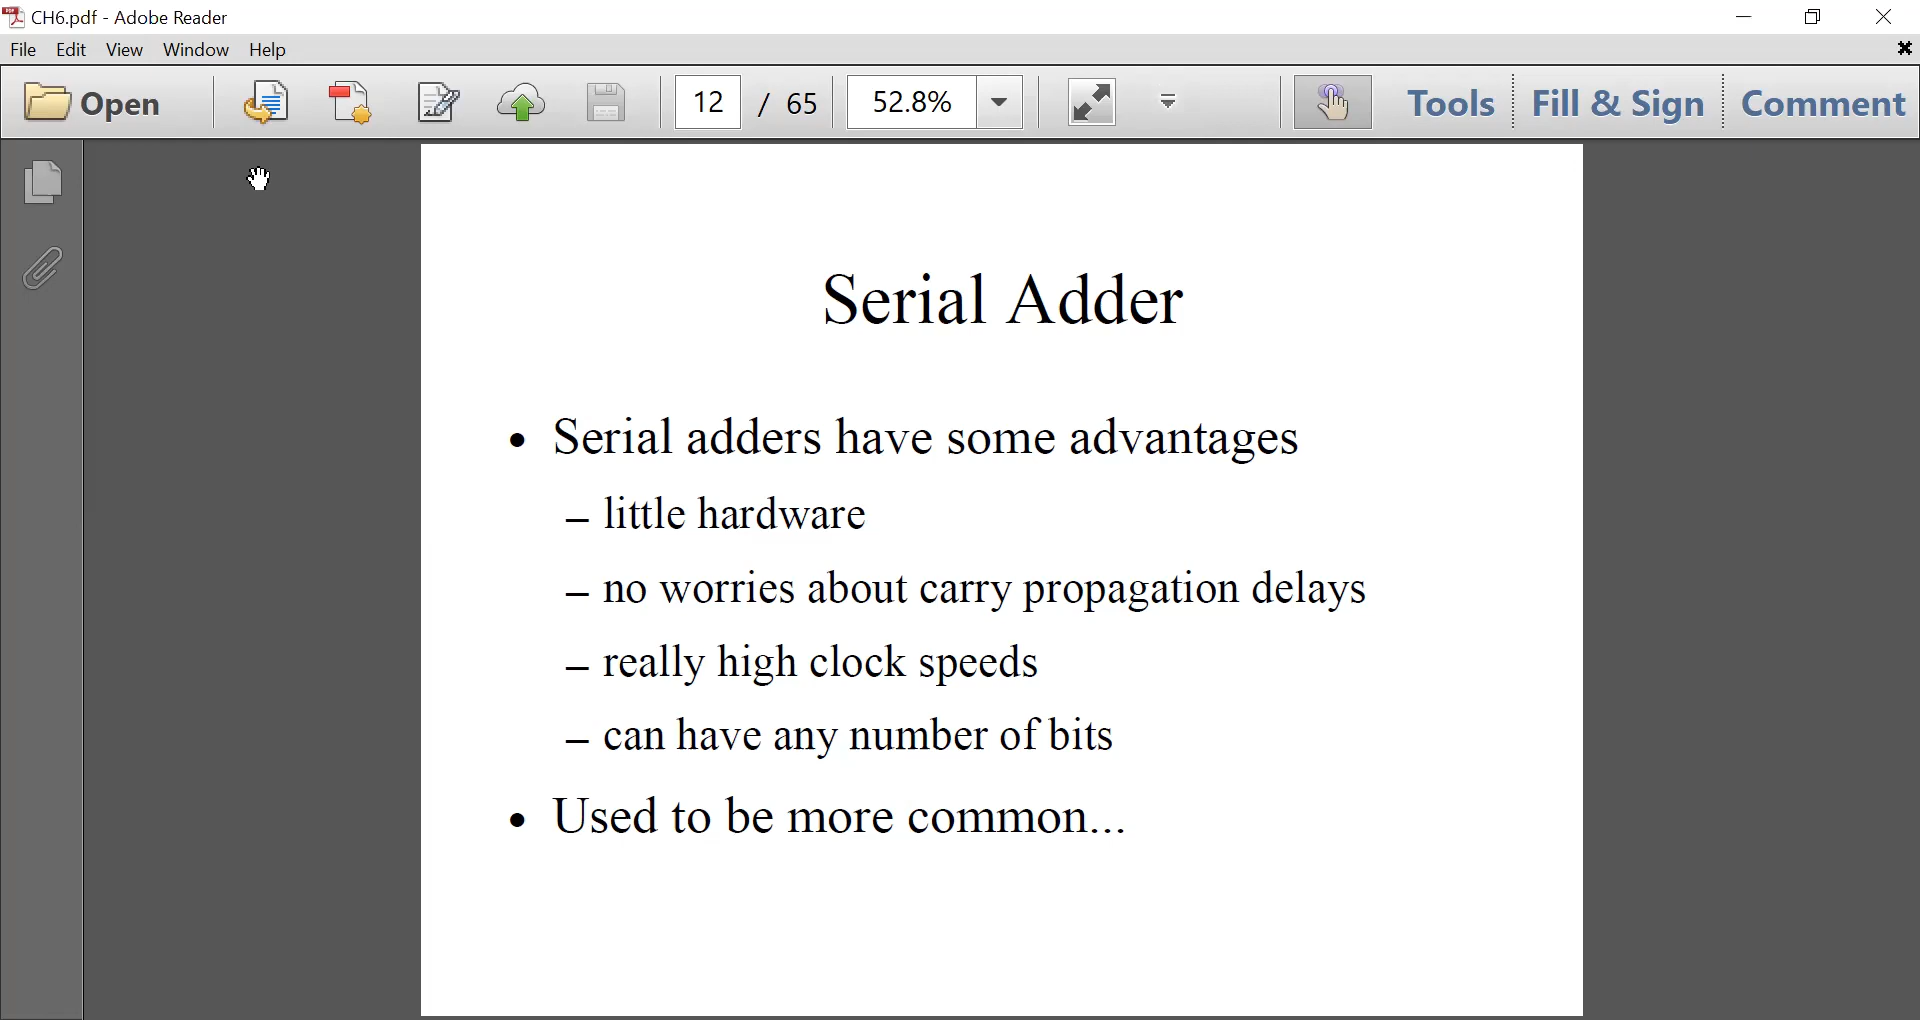 CH6.pdf - Adobe Reader
File Edit View Window Help
Open 12 / 65 52.8% Tools Fill & Sign Comment
Serial Adder
• Serial adders have some advantages
– little hardware
– no worries about carry propagation delays
– really high clock speeds
– can have any number of bits
• Used to be more common...